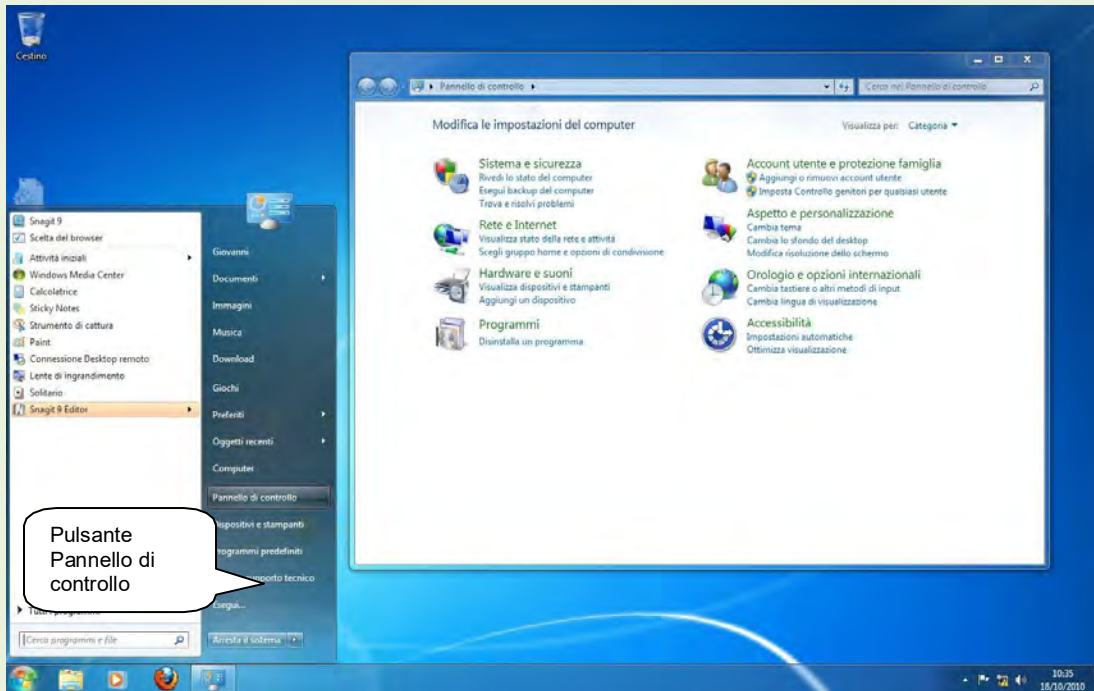 Cestino
Pannello di controllo
Cerca nel Pannello di controllo
Modifica le impostazioni del computer
Visualizza per: Categoria
Sistema e sicurezza
Rivedi lo stato del computer
Esegui backup del computer
Trova e risolvi problemi
Rete e Internet
Visualizza stato della rete e attività
Scegli gruppo home e opzioni di condivisione
Hardware e suoni
Visualizza dispositivi e stampanti
Aggiungi un dispositivo
Programmi
Disinstalla un programma
Account utente e protezione famiglia
Aggiungi o rimuovi account utente
Imposta Controllo genitori per qualsiasi utente
Aspetto e personalizzazione
Cambia tema
Cambia lo sfondo del desktop
Modifica risoluzione dello schermo
Orologio e opzioni internazionali
Cambia tastiere o altri metodi di input
Cambia lingua di visualizzazione
Accessibilità
Impostazioni automatiche
Ottimizza visualizzazione
Snagit 9
Scelta del browser
Attività iniziali
Windows Media Center
Calcolatrice
Sticky Notes
Strumento di cattura
Paint
Connessione Desktop remoto
Lente di ingrandimento
Solitario
Snagit 9 Editor
Giovanni
Documenti
Immagini
Musica
Download
Giochi
Preferiti
Oggetti recenti
Computer
Pannello di controllo
Dispositivi e stampanti
Programmi predefiniti
tecnico
Esegui...
Pulsante
Pannello di
controllo
Cerca programmi e file
Arresta il sistema
10:35
18/10/2010